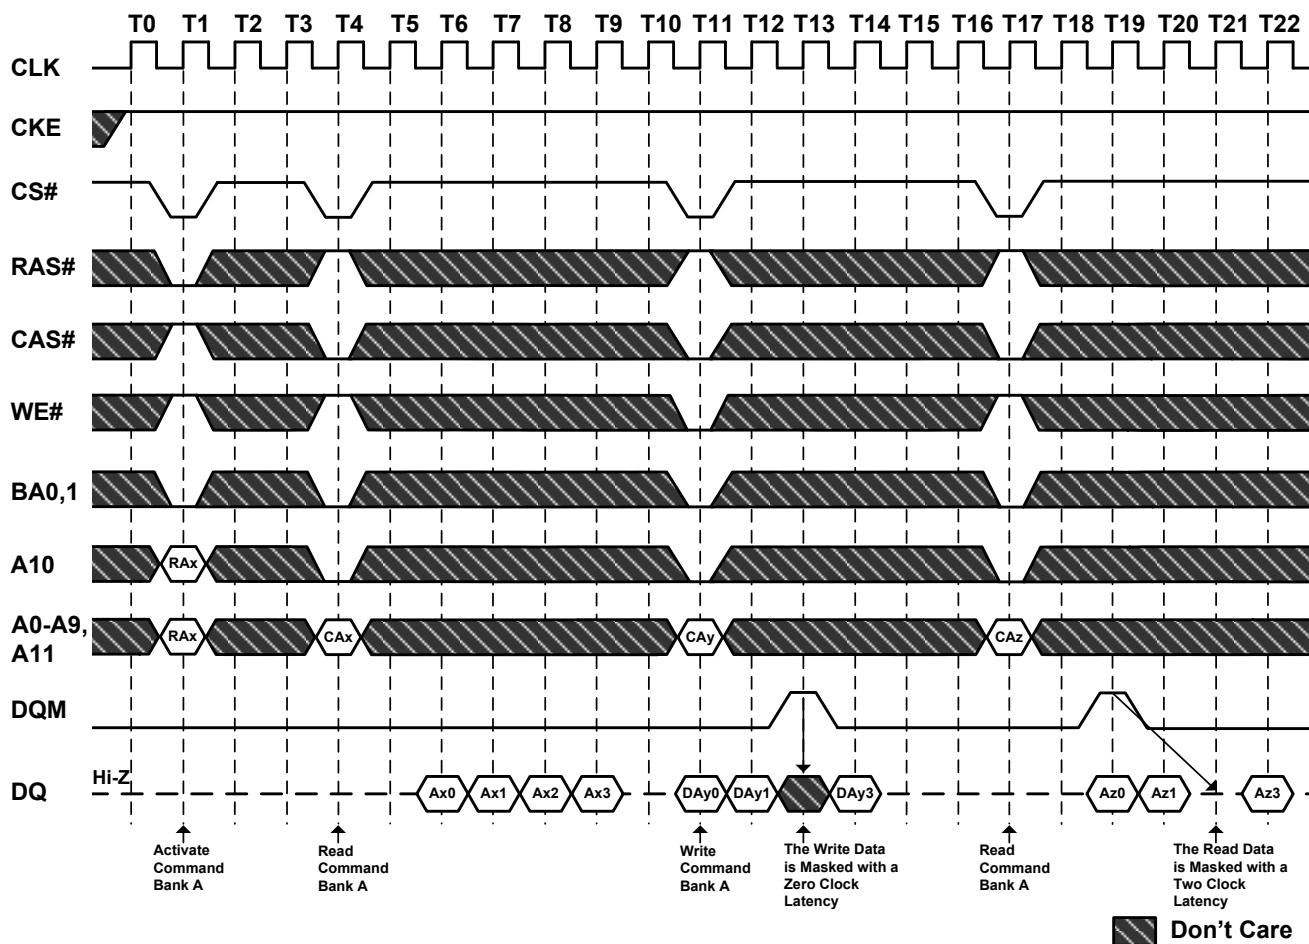 T0 T1 T2 T3 T4 T5 T6 T7 T8 T9 T10 T11 T12 T13 T14 T15 T16 T17 T18 T19 T20 T21 T22
CLK
CKE
CS#
RAS#
CAS#
WE#
BA0,1
A10 RAx
A0-A9,
A11
RAx CAx CAy CAz
DQM
Hi-Z
DQ
Ax0 Ax1 Ax2 Ax3 DAy0 DAy1 DAy3 Az0 Az1 Az3
Activate
Command
Bank A
Read
Command
Bank A
Write
Command
Bank A
The Write Data
is Masked with a
Zero Clock
Latency
Read
Command
Bank A
The Read Data
is Masked with a
Two Clock
Latency
Don't Care